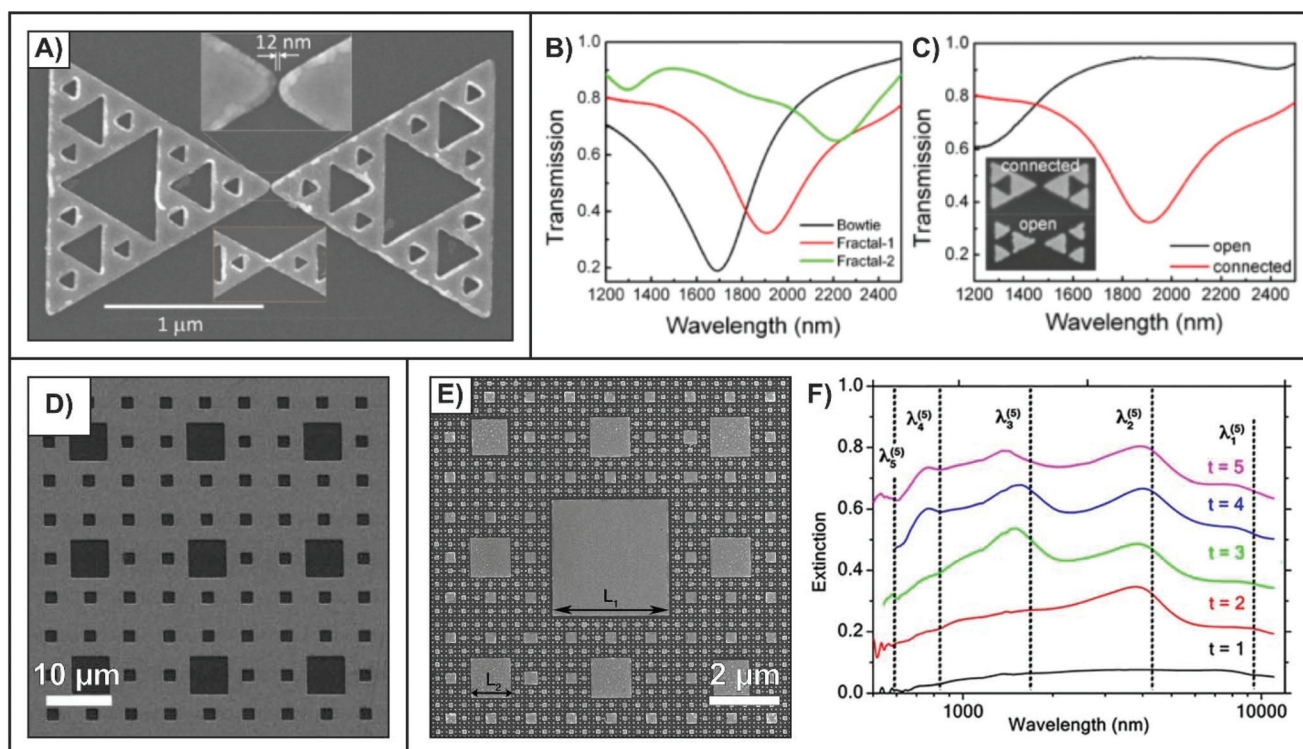 A)
12 nm
1 μm
B)
Transmission
1.0
0.8
0.6
0.4
0.2
Bowtie
Fractal-1
Fractal-2
1200 1400 1600 1800 2000 2200 2400
Wavelength (nm)
C)
Transmission
1.0
0.8
0.6
0.4
0.2
connected
open
open
connected
1200 1400 1600 1800 2000 2200 2400
Wavelength (nm)
D)
10 μm
E)
L₁
L₂
2 μm
F)
Extinction
1.0
0.8
0.6
0.4
0.2
0.0
λ₅⁽⁵⁾
λ₄⁽⁵⁾
λ₃⁽⁵⁾
λ₂⁽⁵⁾
λ₁⁽⁵⁾
t = 5
t = 4
t = 3
t = 2
t = 1
1000 10000
Wavelength (nm)